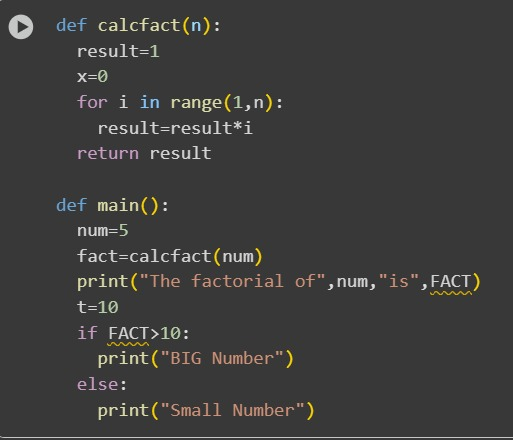 def calcfact(n):
  result=1
  x=0
  for i in range(1,n):
    result=result*i
  return result

def main():
  num=5
  fact=calcfact(num)
  print("The factorial of",num,"is",FACT)
  t=10
  if FACT>10:
    print("BIG Number")
  else:
    print("Small Number")